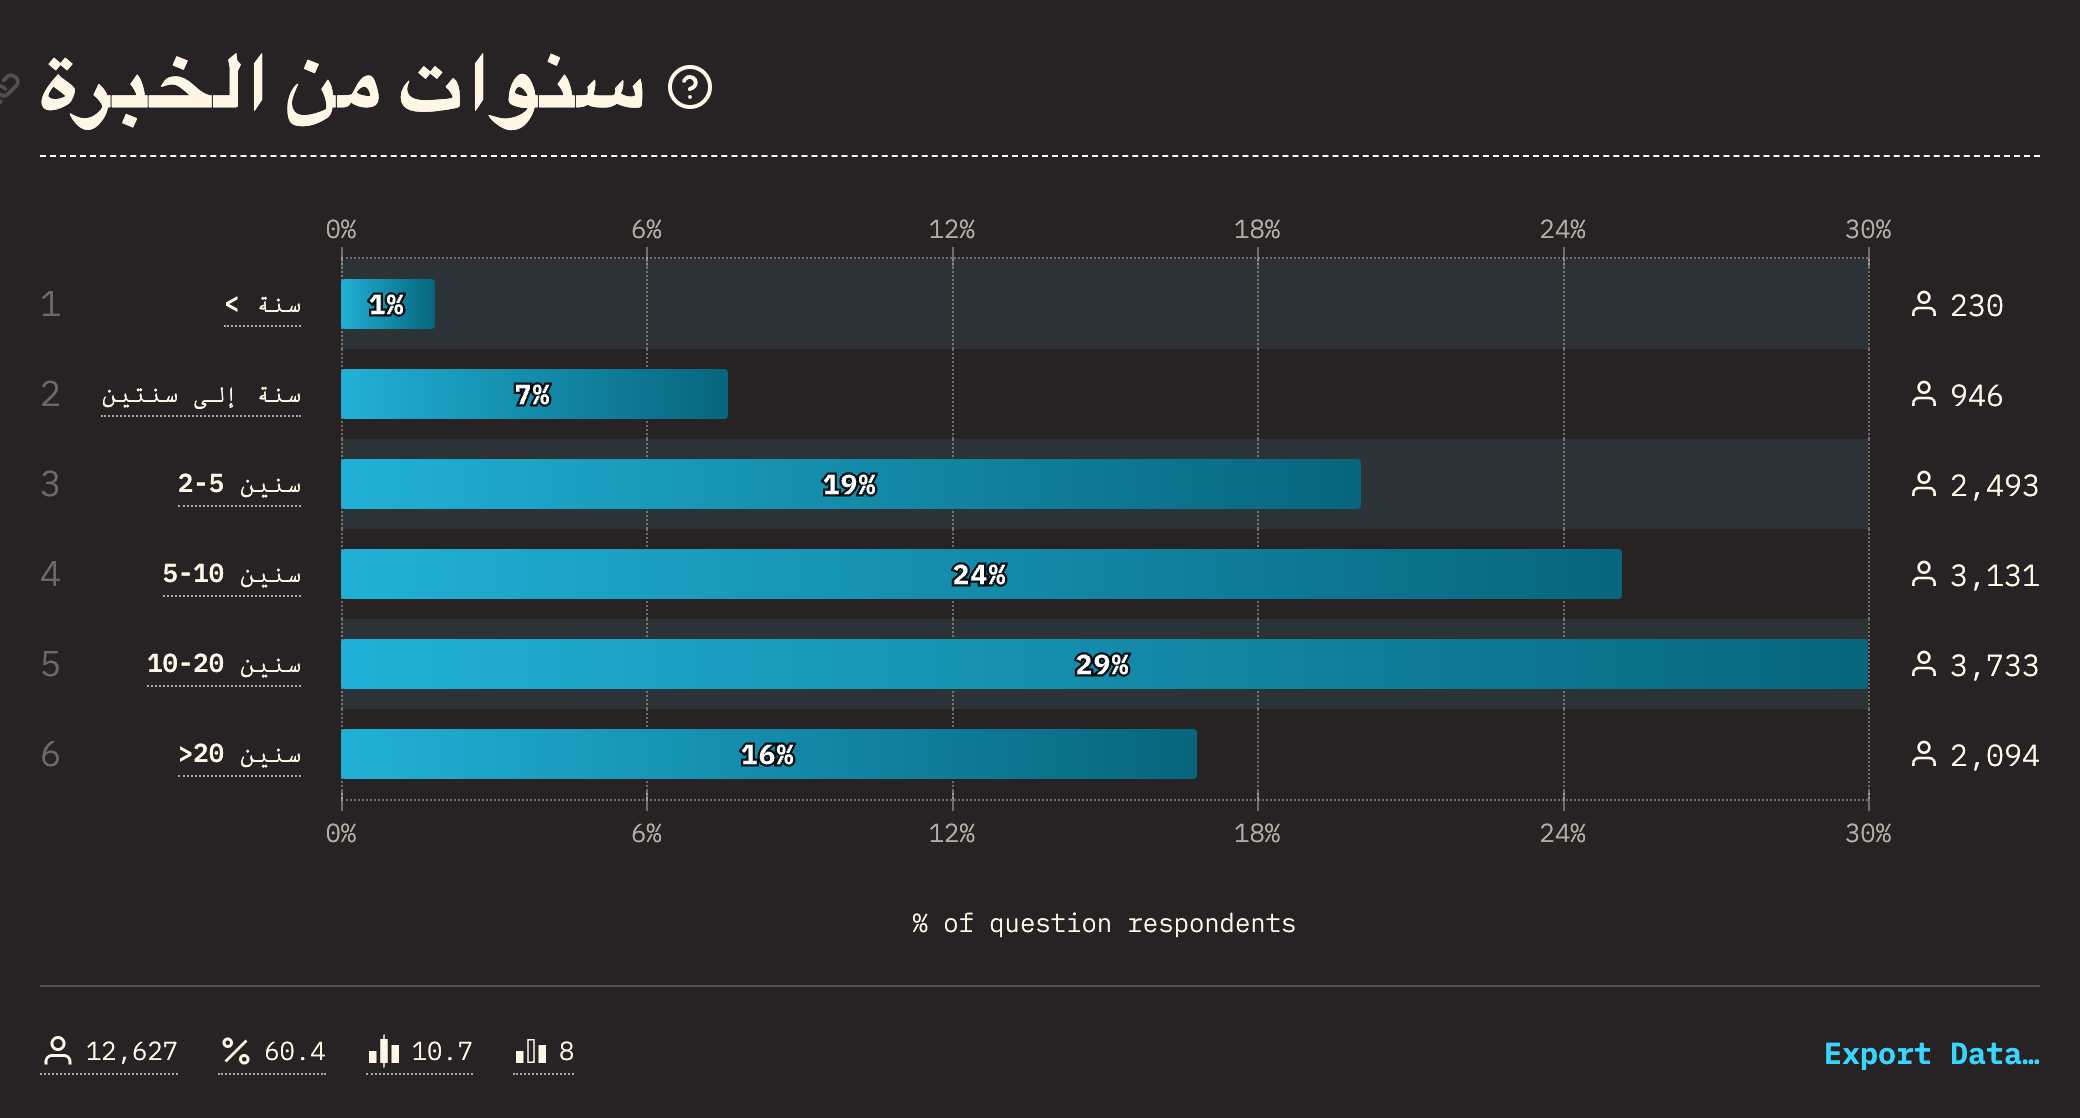 سنوات من الخبرة
0% 6% 12% 18% 24% 30%
1 سنة > 1% 230
2 سنة إلى سنتين 7% 946
3 2-5 سنين 19% 2,493
4 5-10 سنين 24% 3,131
5 10-20 سنين 29% 3,733
6 >20 سنين 16% 2,094
0% 6% 12% 18% 24% 30%
% of question respondents
12,627 60.4 10.7 8 Export Data…